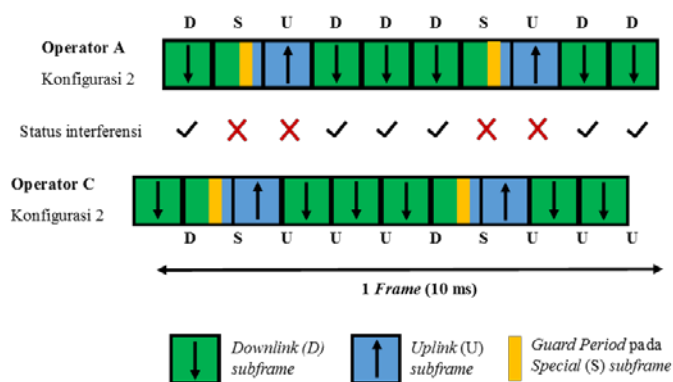 D S U D D D S U D D
Operator A
Konfigurasi 2
Status interferensi
Operator C
Konfigurasi 2
D S U U U D S U U U
1 Frame (10 ms)
Downlink (D)
subframe
Uplink (U)
subframe
Guard Period pada
Special (S) subframe